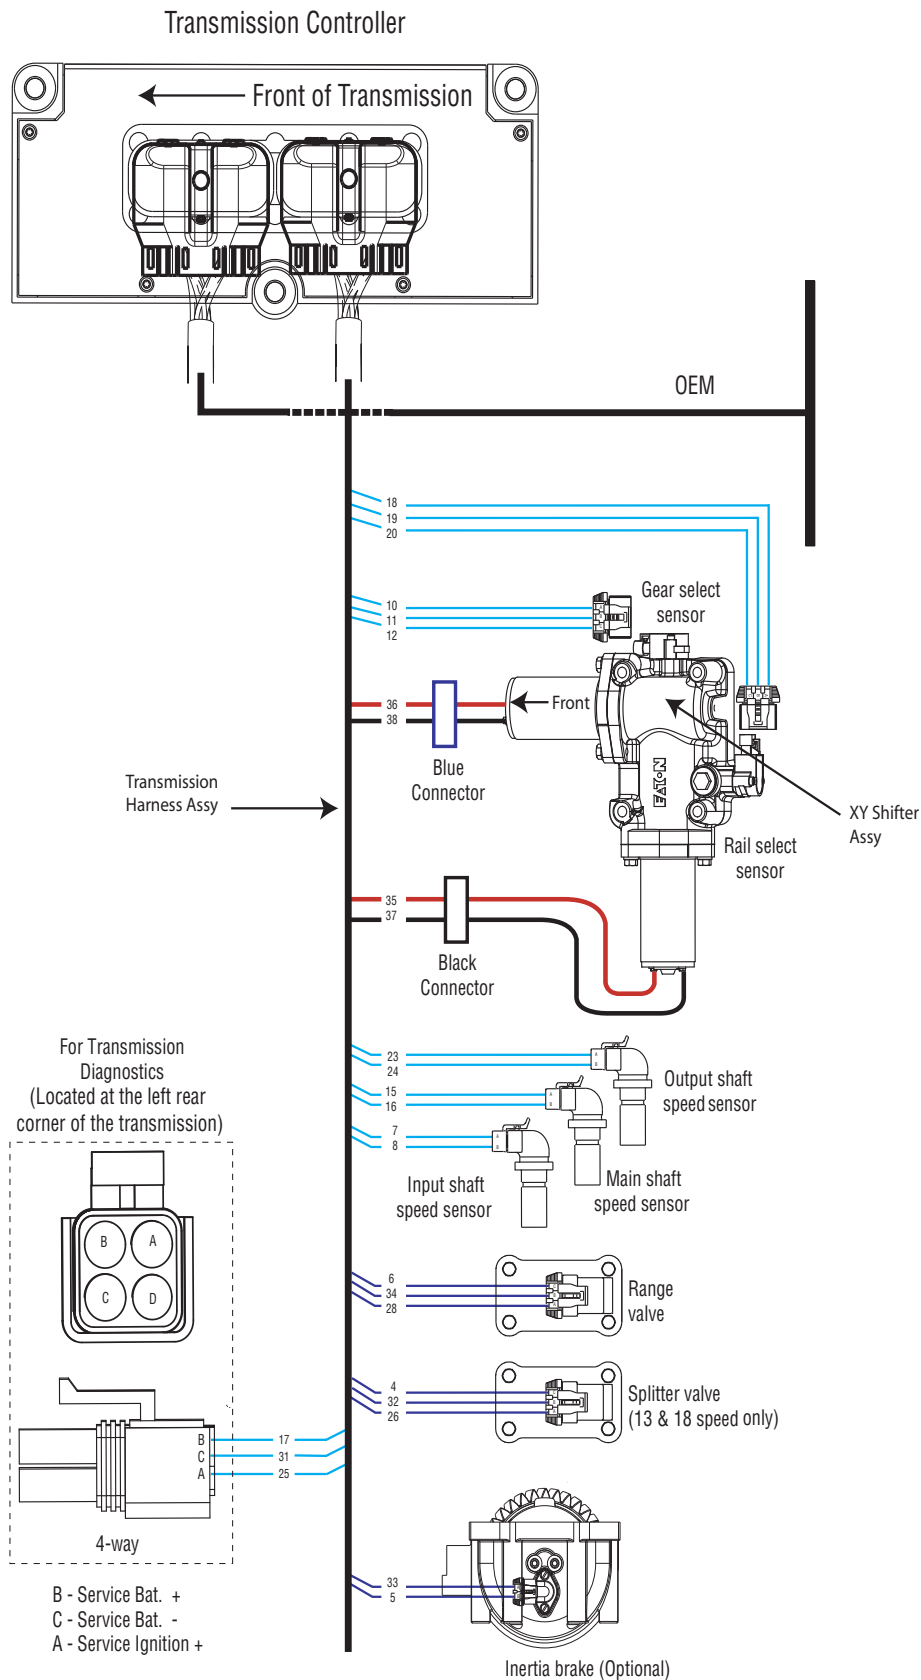 Transmission Controller
Front of Transmission
OEM
18
19
20
Gear select
sensor
10
11
12
36
38
Front
Blue
Connector
EATON
Transmission
Harness Assy
XY Shifter
Assy
Rail select
sensor
35
37
Black
Connector
For Transmission
Diagnostics
(Located at the left rear
corner of the transmission)
23
24
A
B
Output shaft
speed sensor
15
16
A
B
7
8
A
B
Main shaft
speed sensor
Input shaft
speed sensor
B
A
C
D
6
34
28
Range
valve
4
32
26
Splitter valve
(13 & 18 speed only)
B
C
A
17
31
25
4-way
33
5
B - Service Bat. +
C - Service Bat. -
A - Service Ignition +
Inertia brake (Optional)